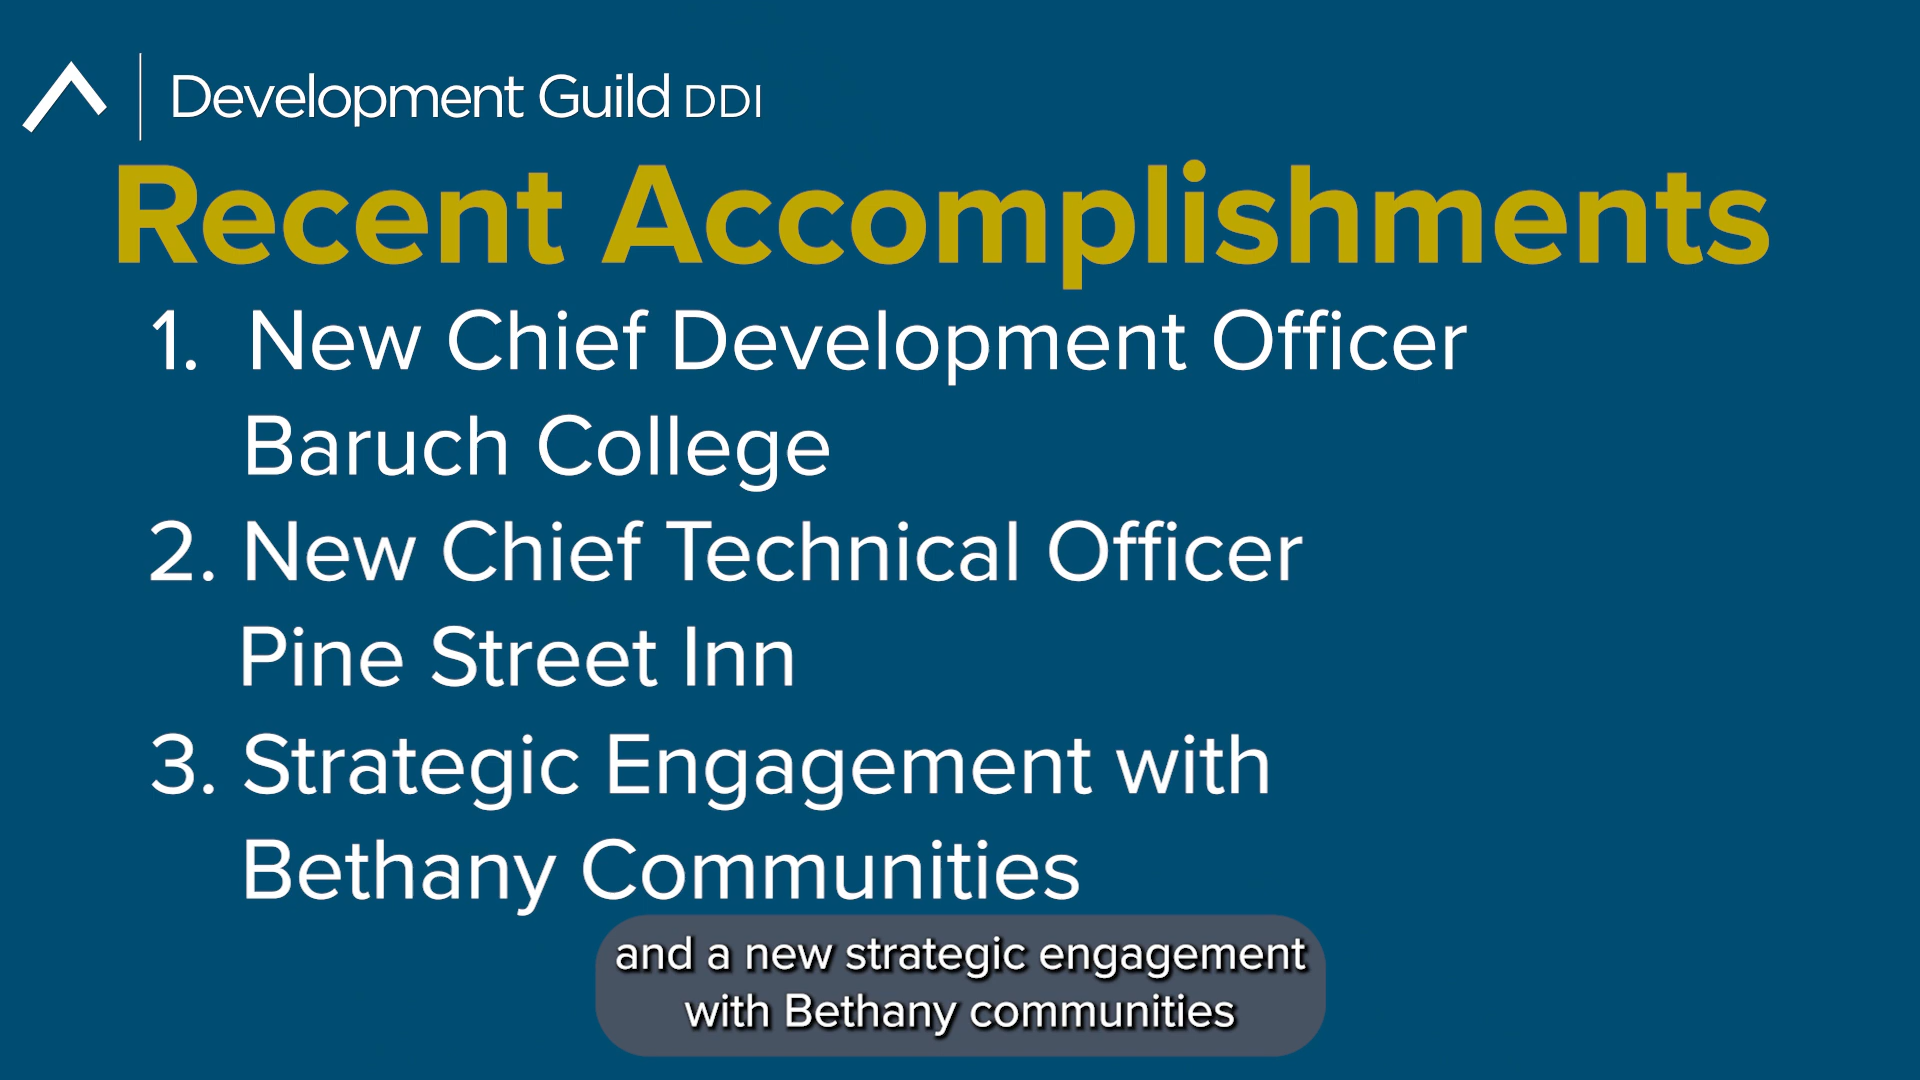 Development Guild DDI
Recent Accomplishments
1. New Chief Development Officer
Baruch College
2. New Chief Technical Officer
Pine Street Inn
3. Strategic Engagement with
Bethany Communities
and a new strategic engagement
with Bethany communities